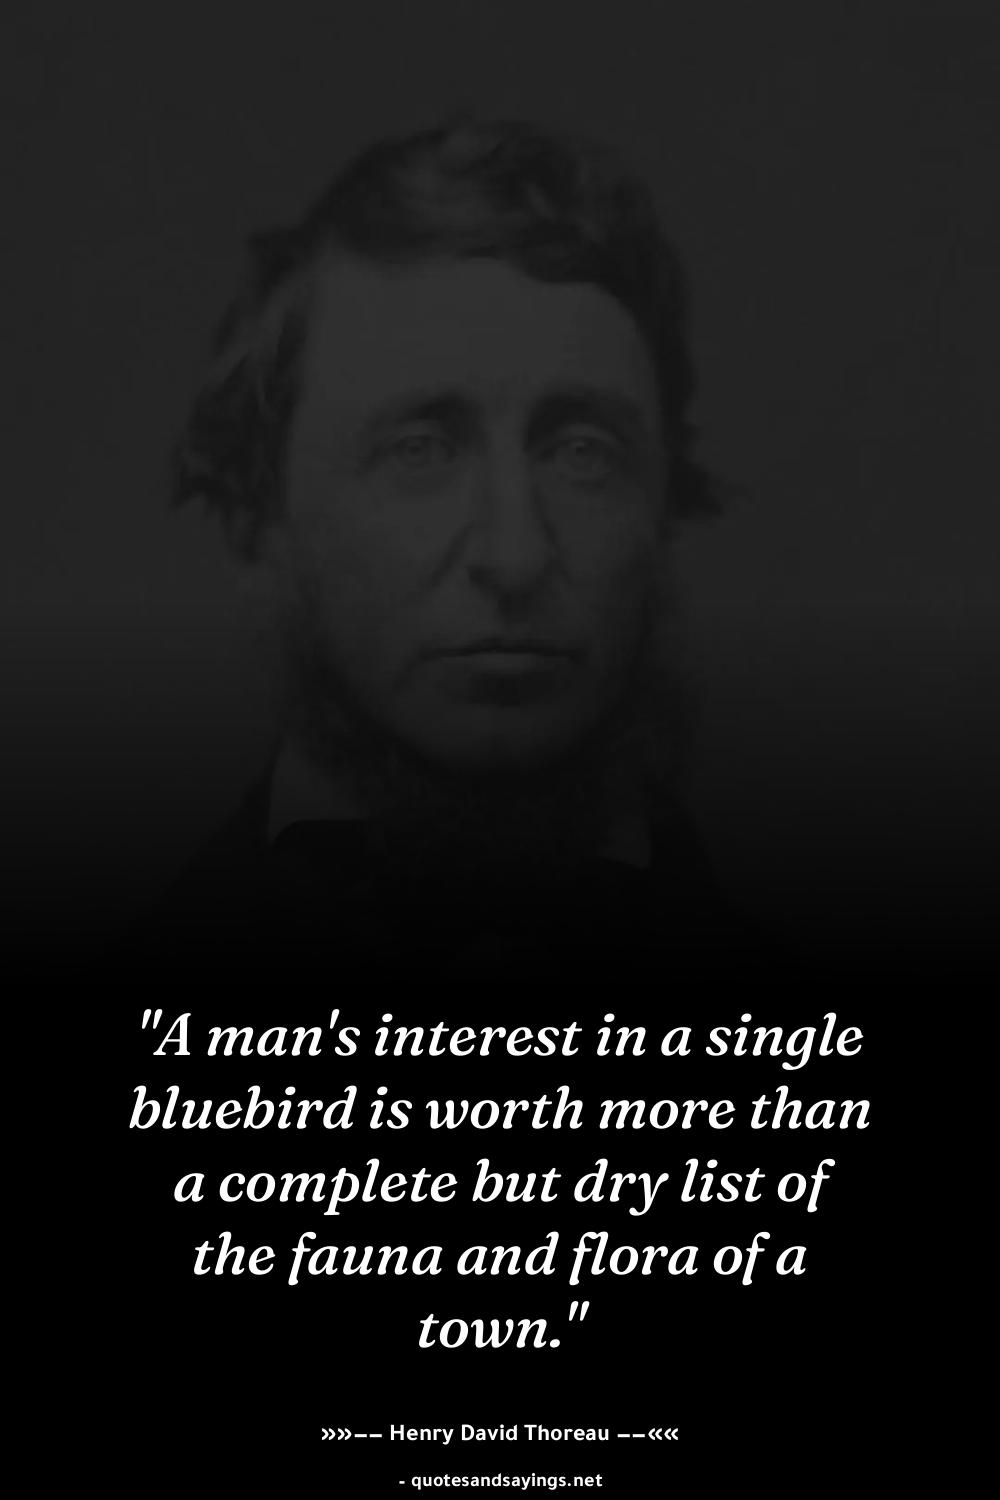 "A man's interest in a single
bluebird is worth more than
a complete but dry list of
the fauna and flora of a
town."
»»–– Henry David Thoreau ––««
- quotesandsayings.net